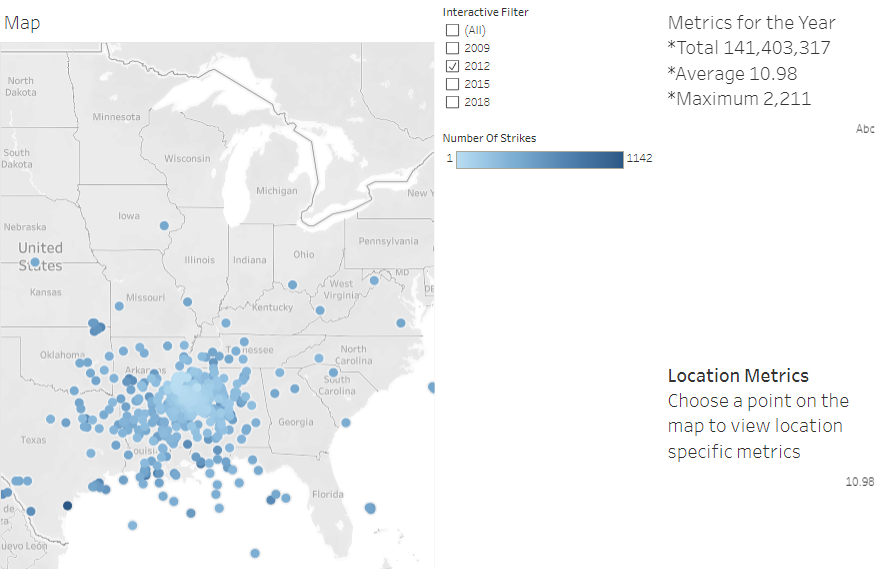 Map
North
Dakota
Minnesota
South
Dakota
Wisconsin
Michigan
New Y
Iowa
Nebraska
United
States
Illinois
Indiana
Ohio
Pennsylvania
MD
DE
Kansas
Missouri
West
Virginia
Kentucky
Oklahoma
Tennessee
North
Carolina
Arkansas
South
Carolina
Georgia
Texas
Louisi
Florida
de
za
uevo León
Interactive Filter
(All)
2009
2012
2015
2018
Number Of Strikes
1 1142
Metrics for the Year
*Total 141,403,317
*Average 10.98
*Maximum 2,211
Abc
Location Metrics
Choose a point on the
map to view location
specific metrics
10.98